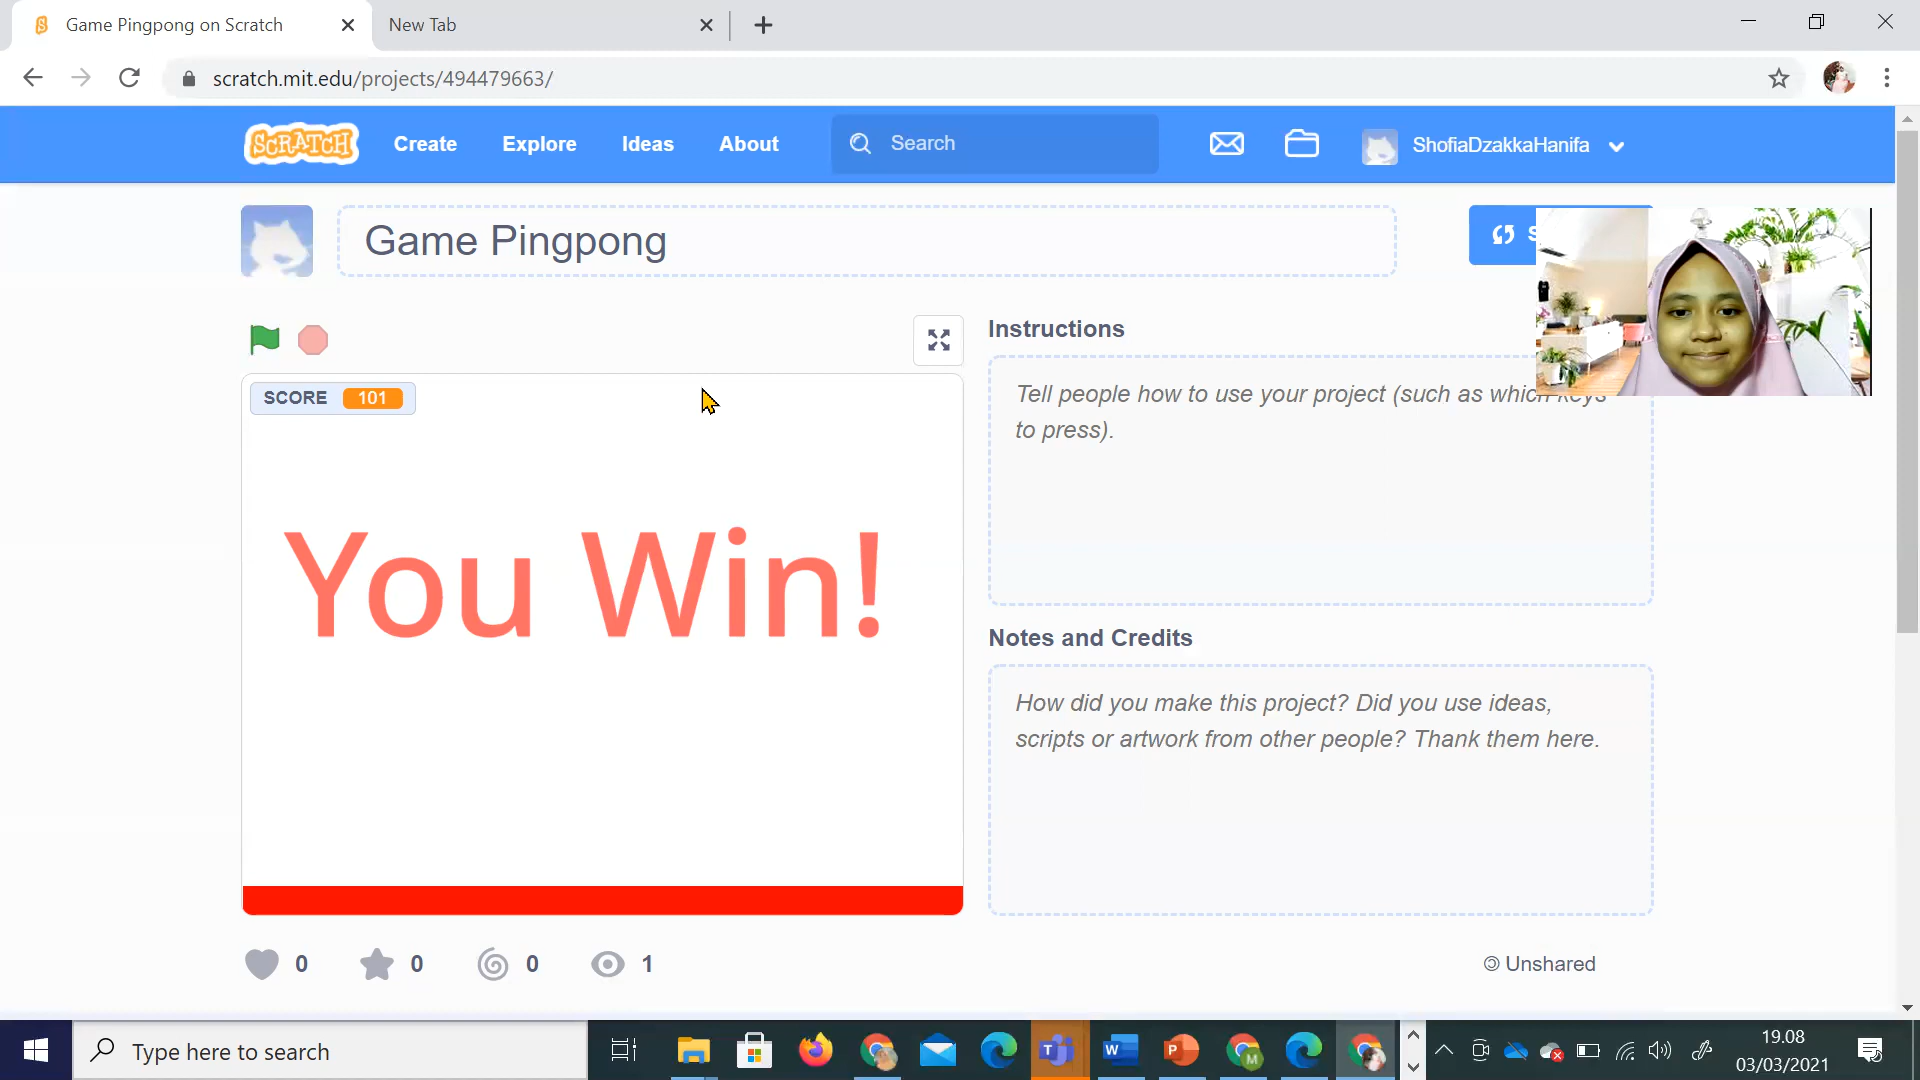 Game Pingpong on Scratch
New Tab
scratch.mit.edu/projects/494479663/
SCRATCH
Create
Explore
Ideas
About
Search
ShofiaDzakkaHanifa
Game Pingpong
S
Instructions
SCORE 101
Tell people how to use your project (such as which keys
to press).
You Win!
Notes and Credits
How did you make this project? Did you use ideas,
scripts or artwork from other people? Thank them here.
0
0
0
1
Unshared
Type here to search
19.08
03/03/2021